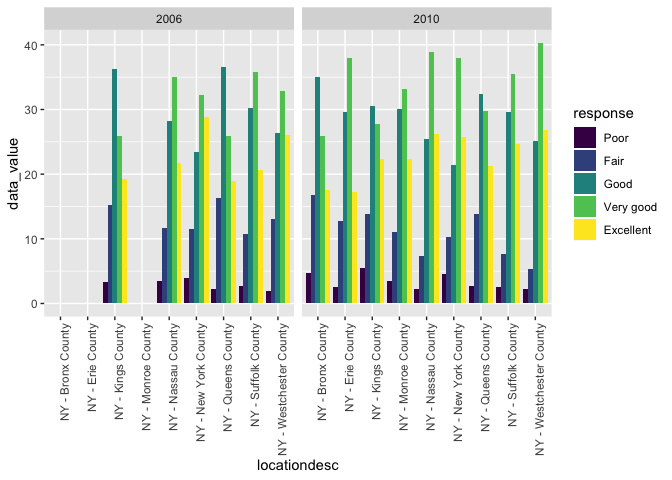 2006
2010
data_value
40
30
20
10
0
NY - Bronx County
NY - Erie County
NY - Kings County
NY - Monroe County
NY - Nassau County
NY - New York County
NY - Queens County
NY - Suffolk County
NY - Westchester County
NY - Bronx County
NY - Erie County
NY - Kings County
NY - Monroe County
NY - Nassau County
NY - New York County
NY - Queens County
NY - Suffolk County
NY - Westchester County
locationdesc
response
Poor
Fair
Good
Very good
Excellent